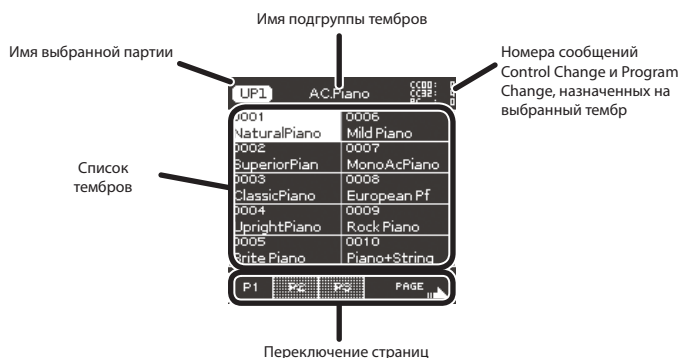 Имя подгруппы тембров
Имя выбранной партии
Номера сообщений
Control Change и Program
Change, назначенных на
выбранный тембр
UP1 AC.Piano CC00:
CC32:
Список
тембров
0001 0006
NaturalPiano Mild Piano
0002 0007
SuperiorPian MonoAcPiano
0003 0008
ClassicPiano European Pf
0004 0009
UprightPiano Rock Piano
0005 0010
Brite Piano Piano+String
P1 P2 P3 PAGE
Переключение страниц